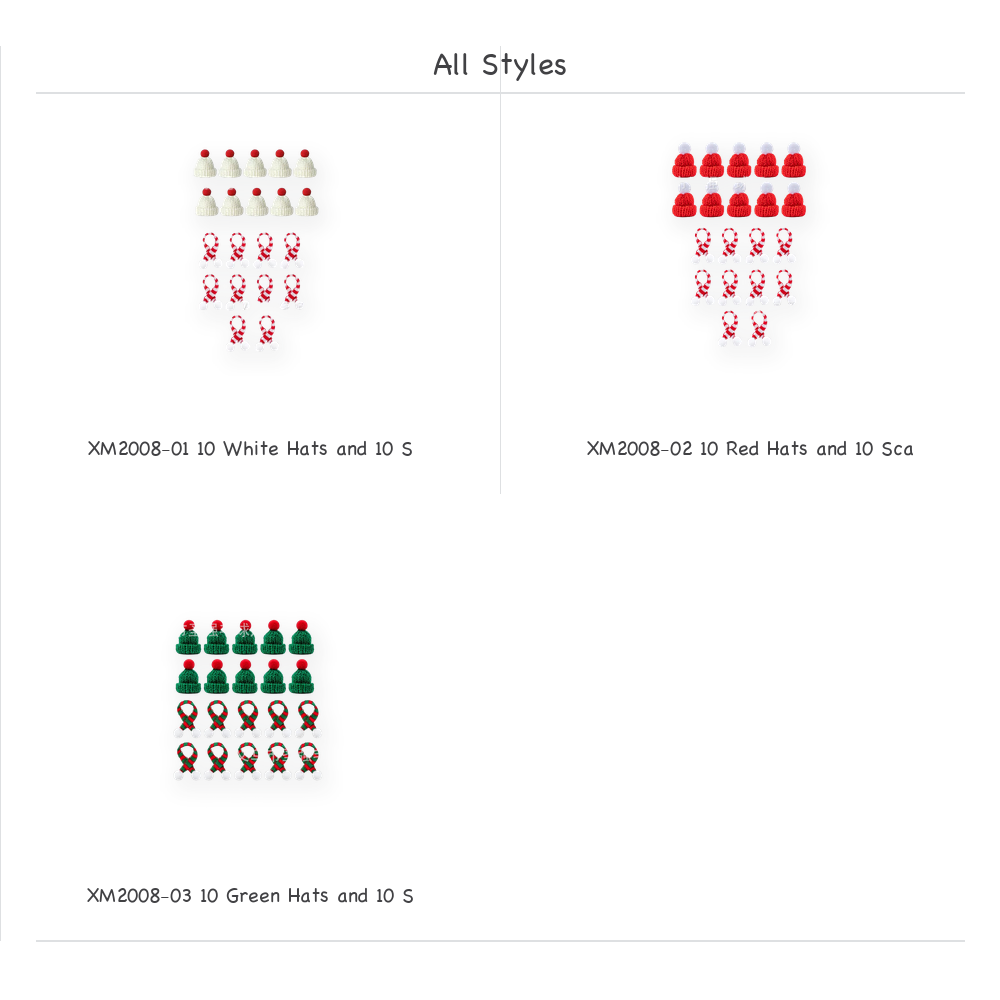 All Styles
XM2008-01 10 White Hats and 10 S
XM2008-02 10 Red Hats and 10 Sca
XM2008-03 10 Green Hats and 10 S